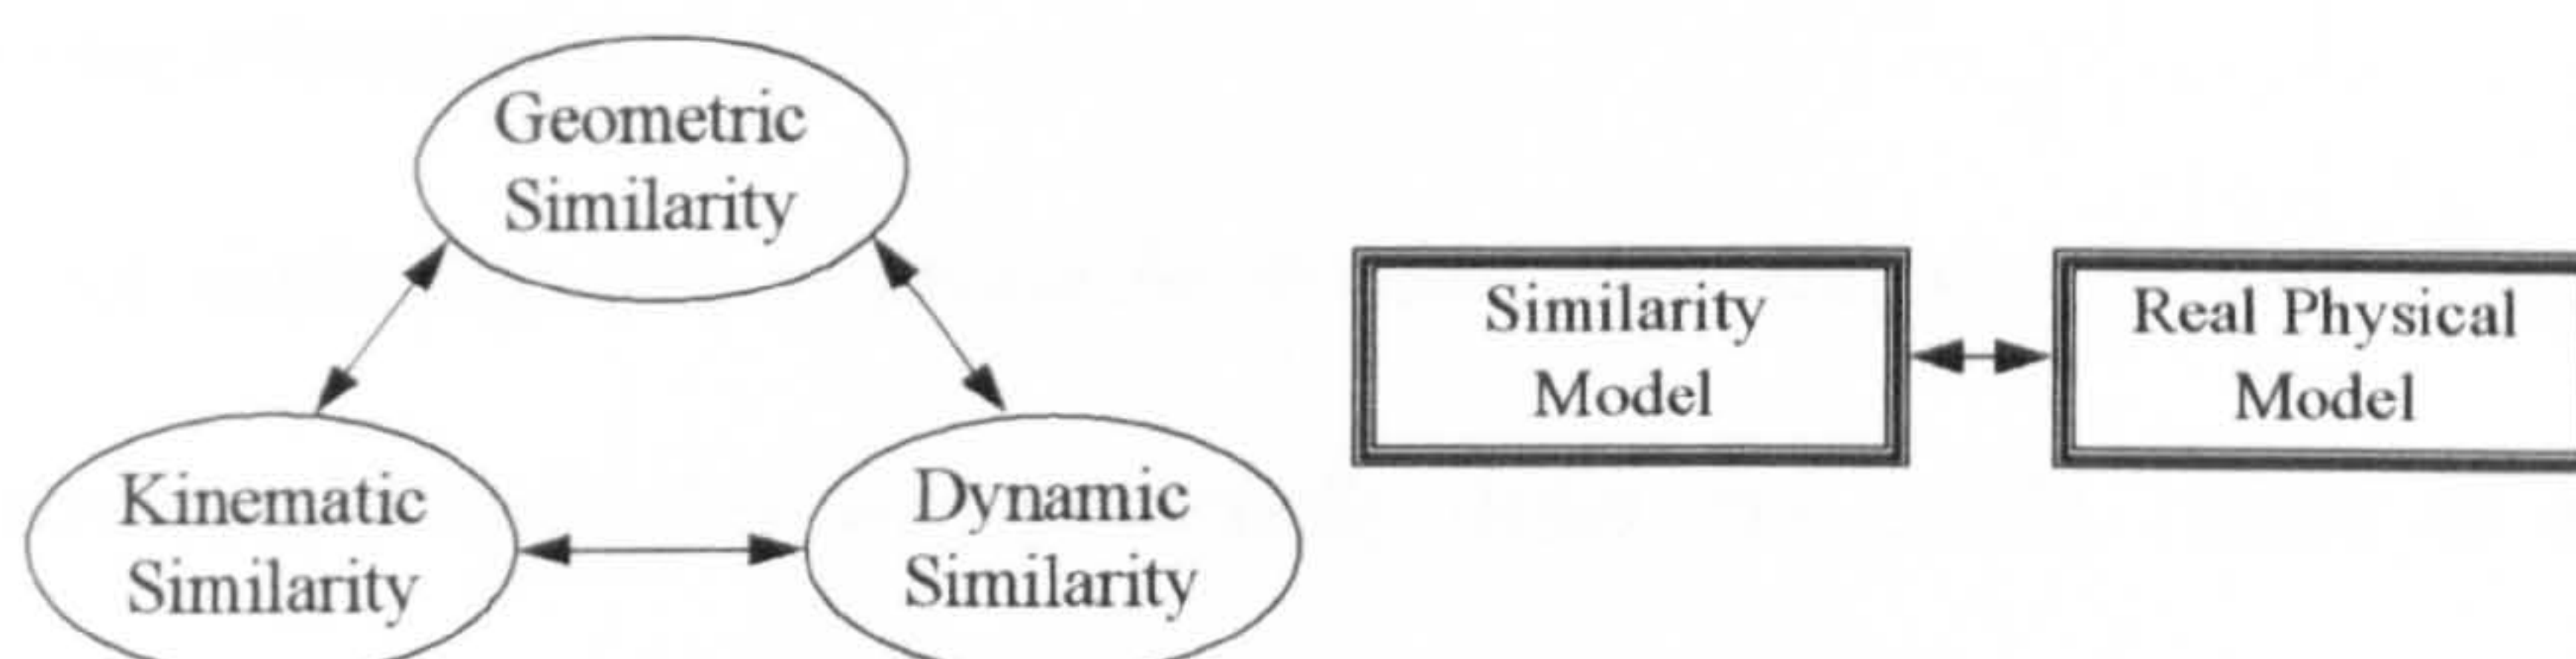 Geometric
Similarity
Kinematic
Similarity
Dynamic
Similarity
Similarity
Model
Real Physical
Model